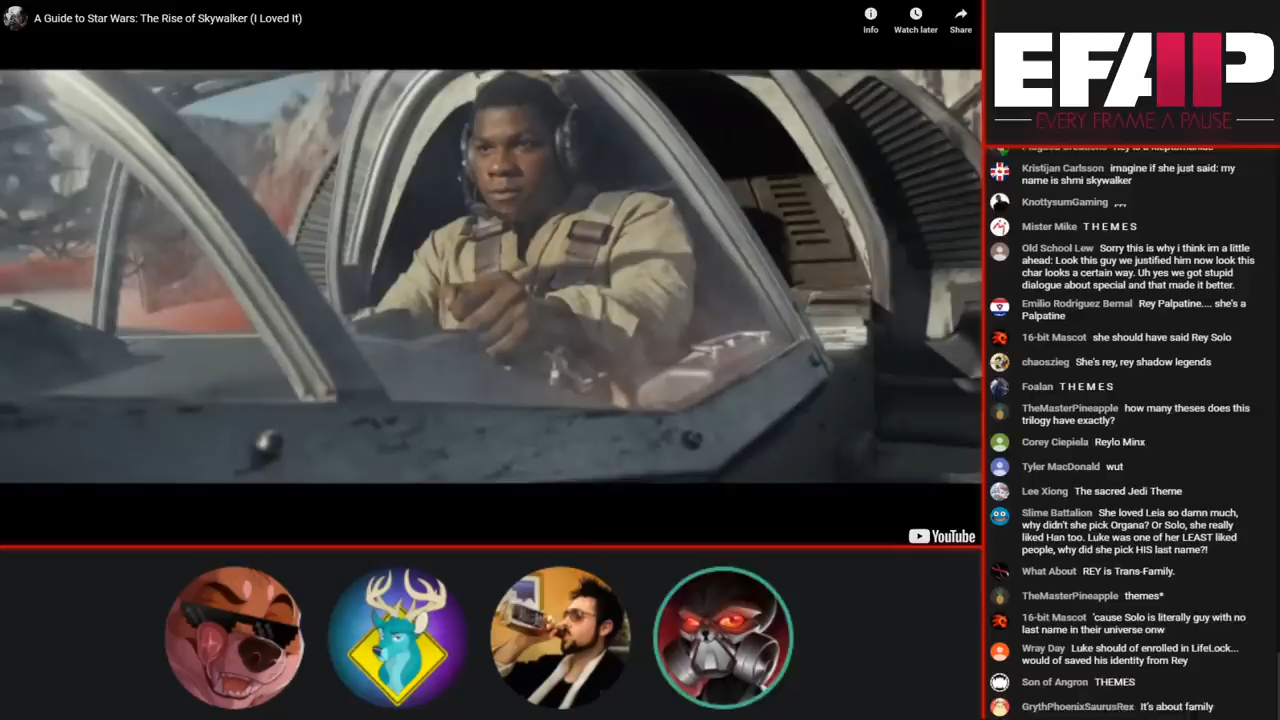 A Guide to Star Wars: The Rise of Skywalker (I Loved It)
Info
Watch later
Share
YouTube
EFAP
EVERY FRAME A PAUSE
Kristijan Carlsson imagine if she just said: my
name is shmi skywalker
KnottysumGaming
Mister Mike T H E M E S
Old School Lew Sorry this is why i think im a little
ahead: Look this guy we justified him now look this
char looks a certain way. Uh yes we got stupid
dialogue about special and that made it better.
Emilio Rodriguez Bernal Rey Palpatine.... she's a
Palpatine
16-bit Mascot she should have said Rey Solo
chaoszieg She's rey, rey shadow legends
Foalan T H E M E S
TheMasterPineapple how many theses does this
trilogy have exactly?
Corey Ciepiela Reylo Minx
Tyler MacDonald wut
Lee Xiong The sacred Jedi Theme
Slime Battalion She loved Leia so damn much,
why didn't she pick Organa? Or Solo, she really
liked Han too. Luke was one of her LEAST liked
people, why did she pick HIS last name?!
What About REY is Trans-Family.
TheMasterPineapple themes*
16-bit Mascot 'cause Solo is literally guy with no
last name in their universe onw
Wray Day Luke should of enrolled in LifeLock...
would of saved his identity from Rey
Son of Angron THEMES
GrythPhoenixSaurusRex It's about family